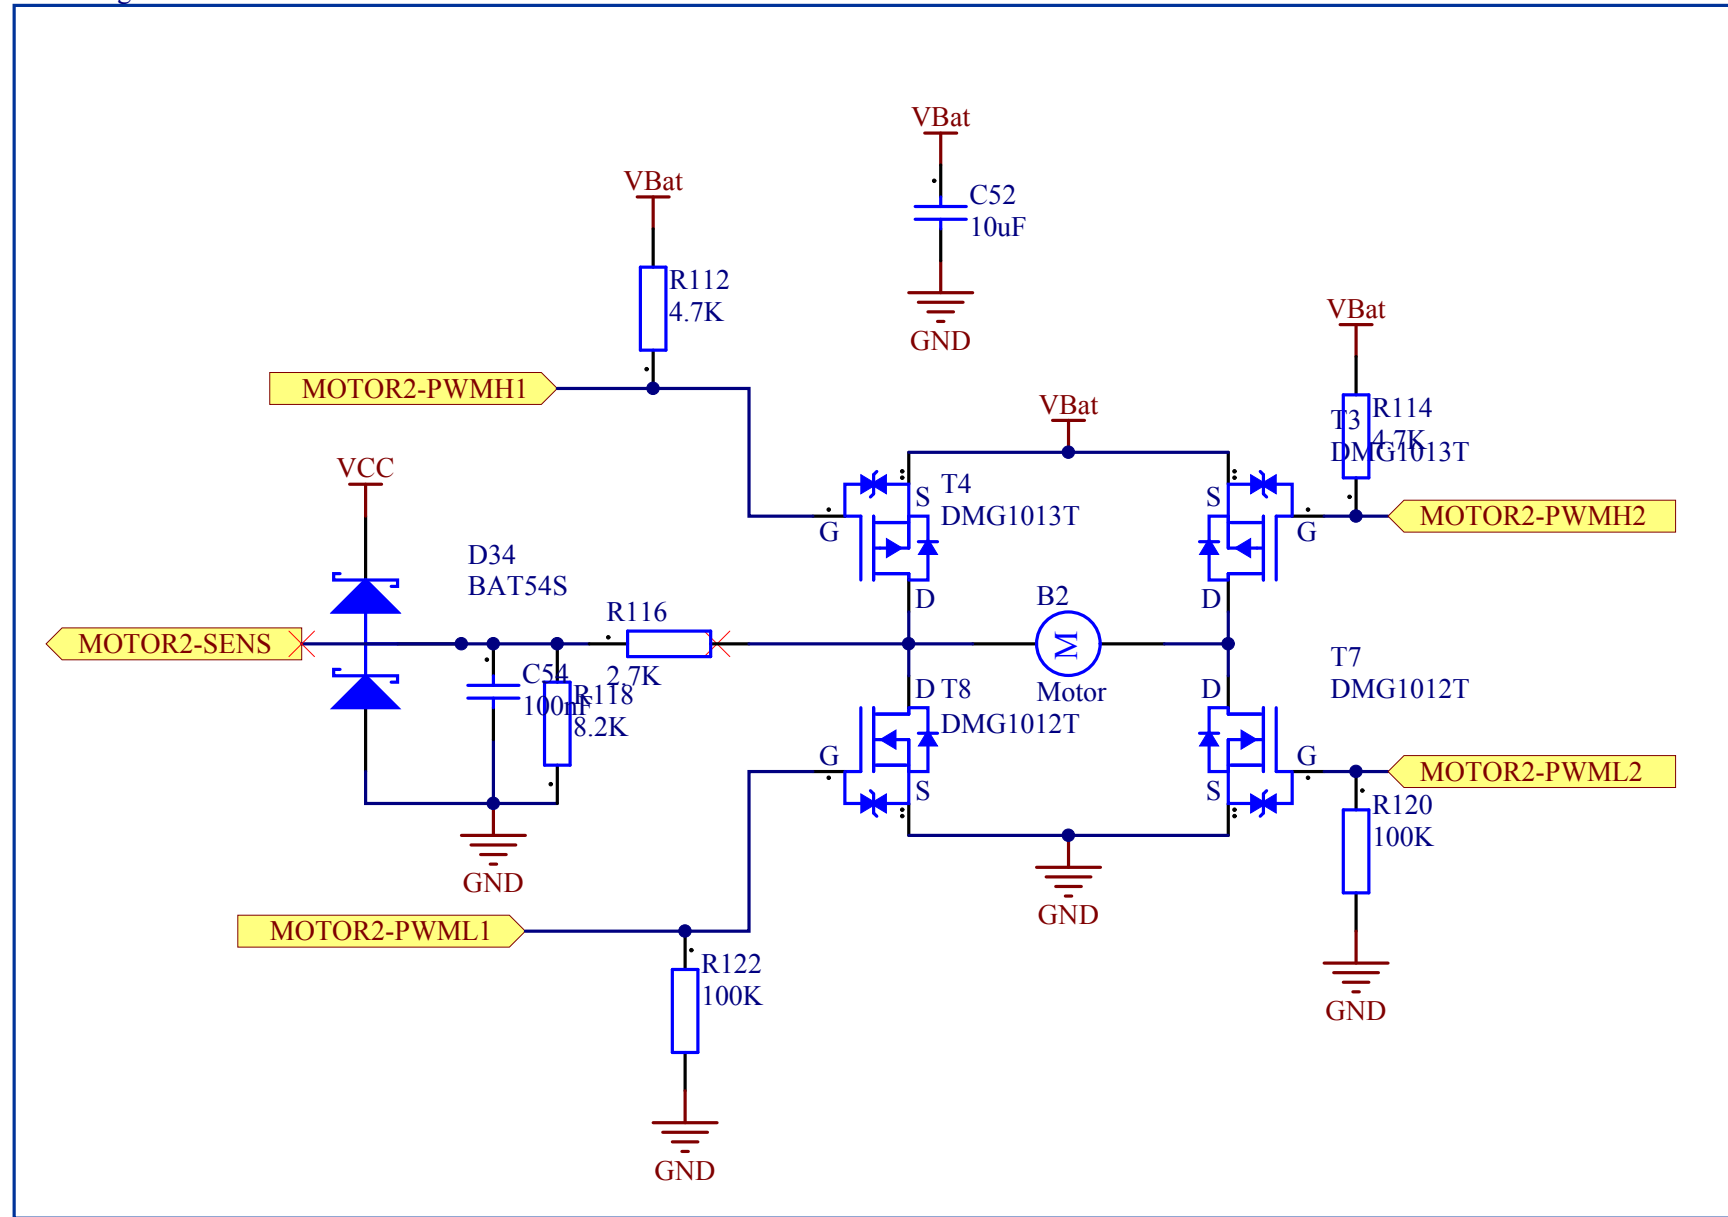 VBat
C52
10uF
GND
VBat
R112
4.7K
MOTOR2-PWMH1
VBat
R114
4.7K
T3
DMG1013T
MOTOR2-PWMH2
VBat
S
T4
DMG1013T
G
D
S
G
D
VCC
D34
BAT54S
MOTOR2-SENS
R116
2.7K
C54
100nF
R118
8.2K
GND
B2
M
Motor
D
T8
DMG1012T
G
S
D
T7
DMG1012T
G
S
MOTOR2-PWML2
R120
100K
GND
GND
MOTOR2-PWML1
R122
100K
GND